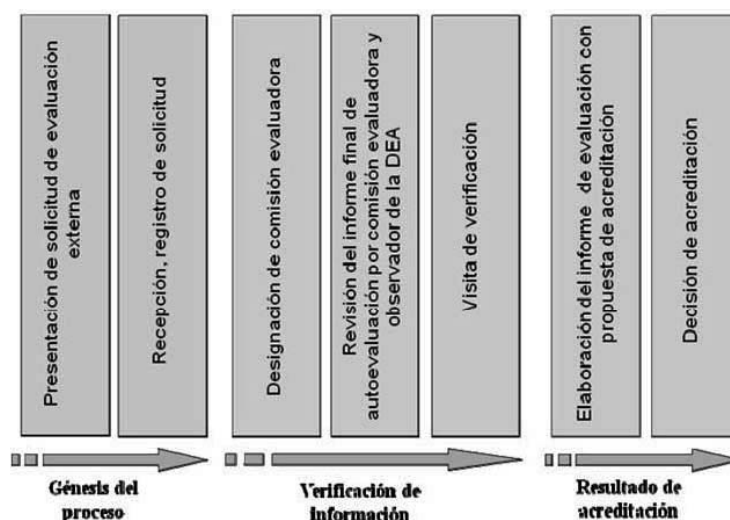 Presentación de solicitud de evaluación
externa
Recepción, registro de solicitud
Designación de comisión evaluadora
Revisión del informe final de
autoevaluación por comisión evaluadora y
observador de la DEA
Visita de verificación
Elaboración del informe de evaluación con
propuesta de acreditación
Decisión de acreditación
Génesis del
proceso
Verificación de
información
Resultado de
acreditación